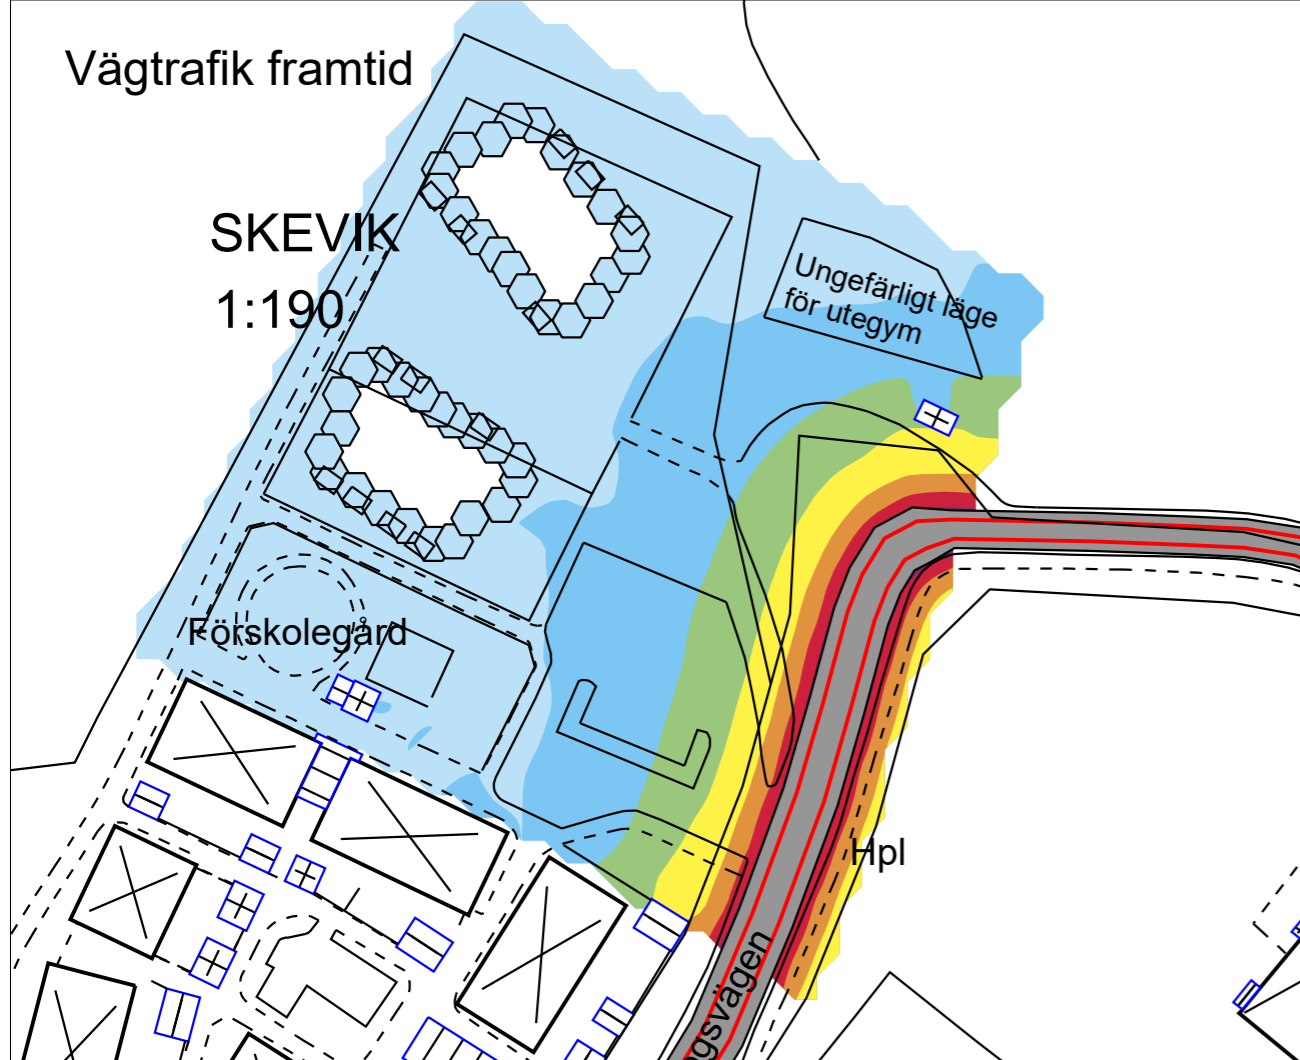 Vägtrafik framtid
SKEVIK
1:190
Ungefärligt läge
för utegym
Förskolegård
Hpl
gsvägen